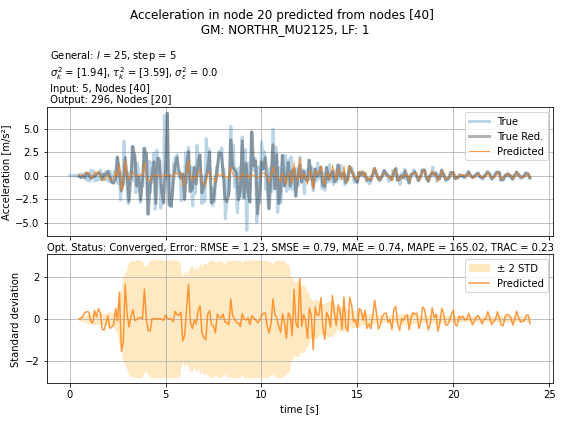 Acceleration in node 20 predicted from nodes [40]
GM: NORTHR_MU2125, LF: 1
General: l = 25, step = 5
σ²ₖ = [1.94], τ²ₖ = [3.59], σ²ε = 0.0
Input: 5, Nodes [40]
Output: 296, Nodes [20]
Acceleration [m/s²]
5.0
2.5
0.0
−2.5
−5.0
True
True Red.
Predicted
Opt. Status: Converged, Error: RMSE = 1.23, SMSE = 0.79, MAE = 0.74, MAPE = 165.02, TRAC = 0.23
Standard deviation
2
0
−2
± 2 STD
Predicted
0 5 10 15 20 25
time [s]